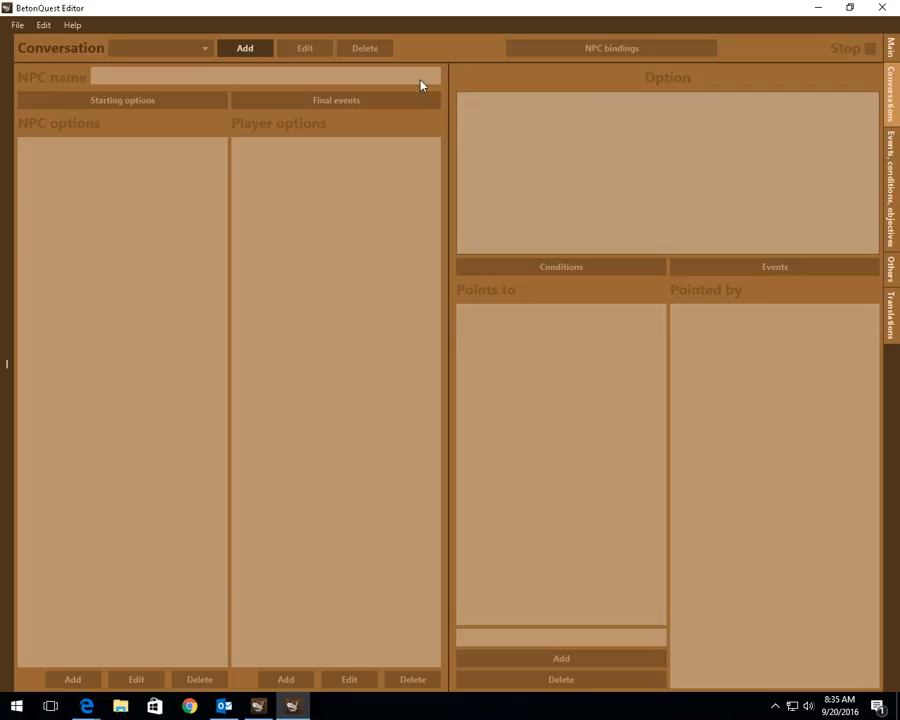 BetonQuest Editor
File Edit Help
Conversation Add Edit Delete NPC bindings Stop
NPC name
Starting options Final events
NPC options Player options
Add Edit Delete Add Edit Delete
Option
Conditions Events
Points to Pointed by
Add
Delete
Main
Conversations
Events, conditions, objectives
Others
Translations
8:35 AM
9/20/2016